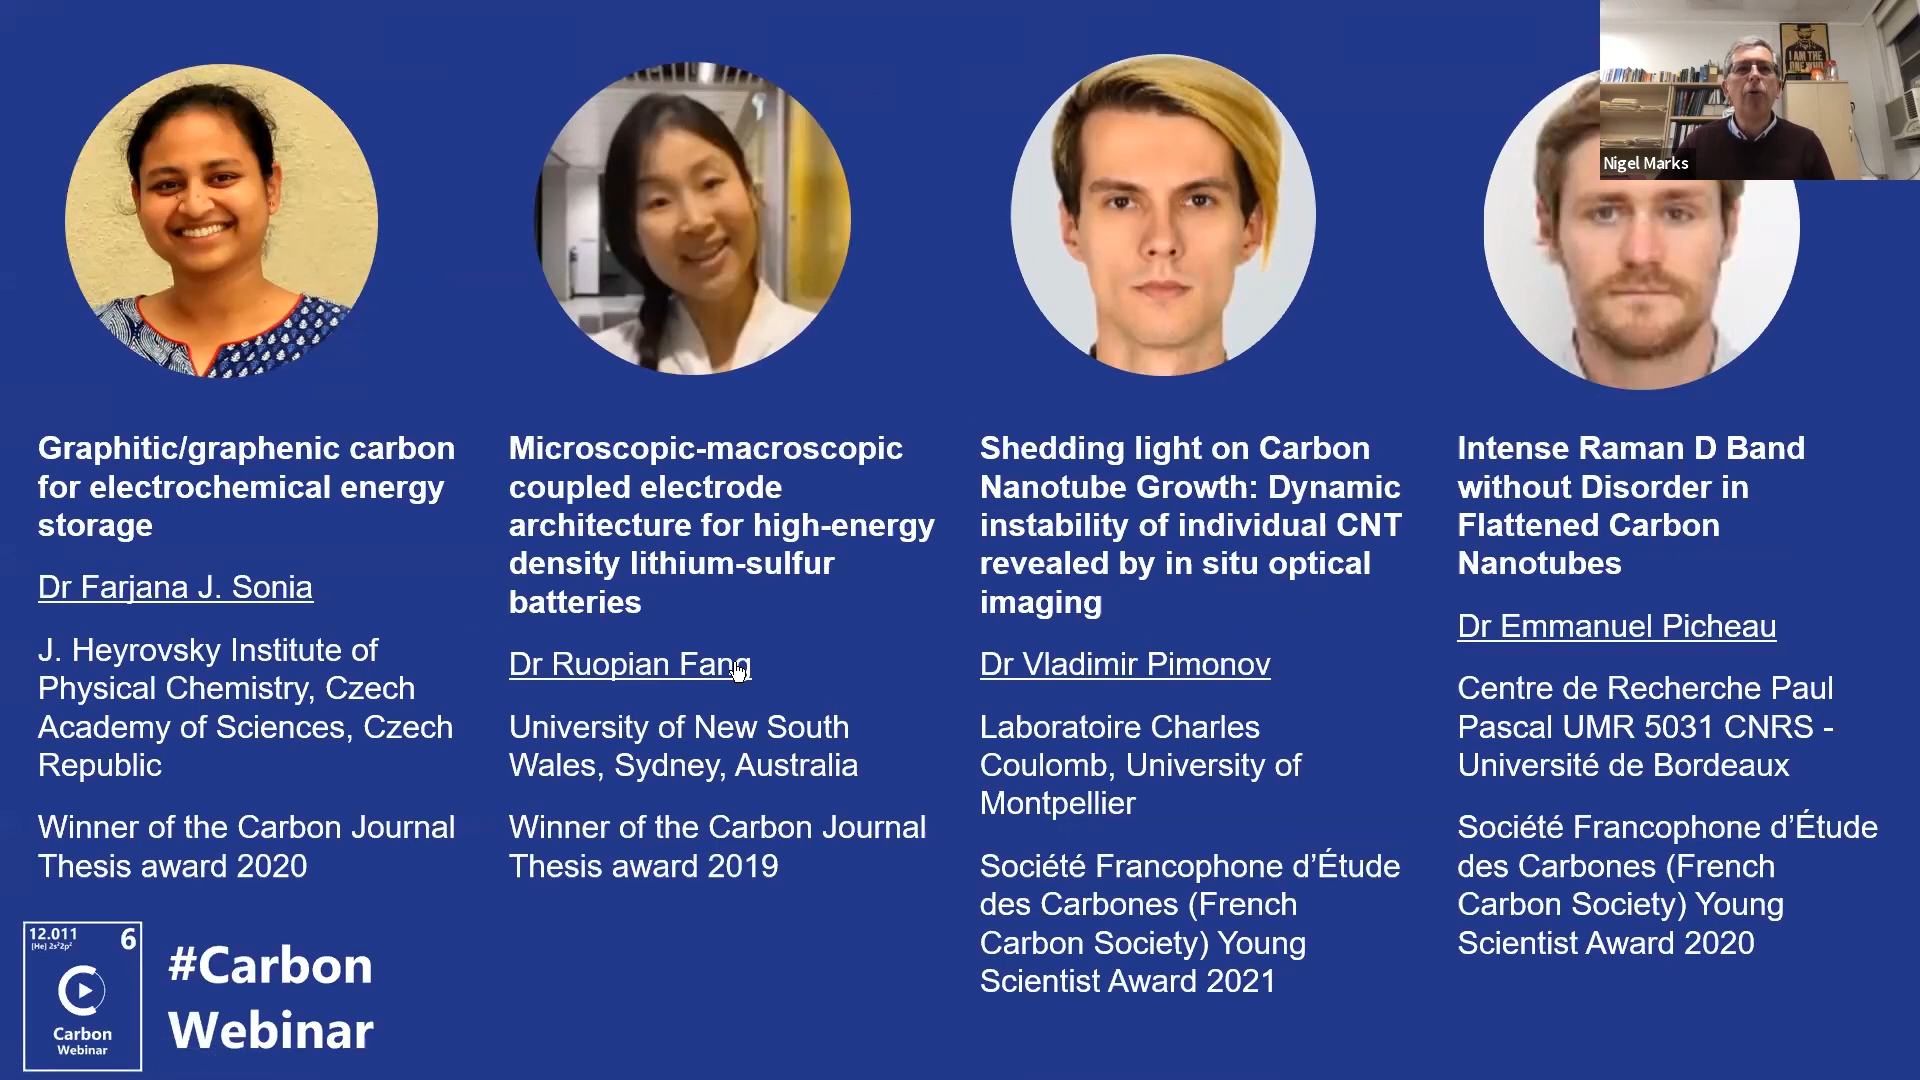 I AM THE
ONE WHO
Nigel Marks
Graphitic/graphenic carbon
for electrochemical energy
storage
Dr Farjana J. Sonia
J. Heyrovsky Institute of
Physical Chemistry, Czech
Academy of Sciences, Czech
Republic
Winner of the Carbon Journal
Thesis award 2020
Microscopic-macroscopic
coupled electrode
architecture for high-energy
density lithium-sulfur
batteries
Dr Ruopian Fang
University of New South
Wales, Sydney, Australia
Winner of the Carbon Journal
Thesis award 2019
Shedding light on Carbon
Nanotube Growth: Dynamic
instability of individual CNT
revealed by in situ optical
imaging
Dr Vladimir Pimonov
Laboratoire Charles
Coulomb, University of
Montpellier
Société Francophone d’Étude
des Carbones (French
Carbon Society) Young
Scientist Award 2021
Intense Raman D Band
without Disorder in
Flattened Carbon
Nanotubes
Dr Emmanuel Picheau
Centre de Recherche Paul
Pascal UMR 5031 CNRS -
Université de Bordeaux
Société Francophone d’Étude
des Carbones (French
Carbon Society) Young
Scientist Award 2020
12.011 6
[He] 2s²2p²
Carbon
Webinar
#Carbon
Webinar